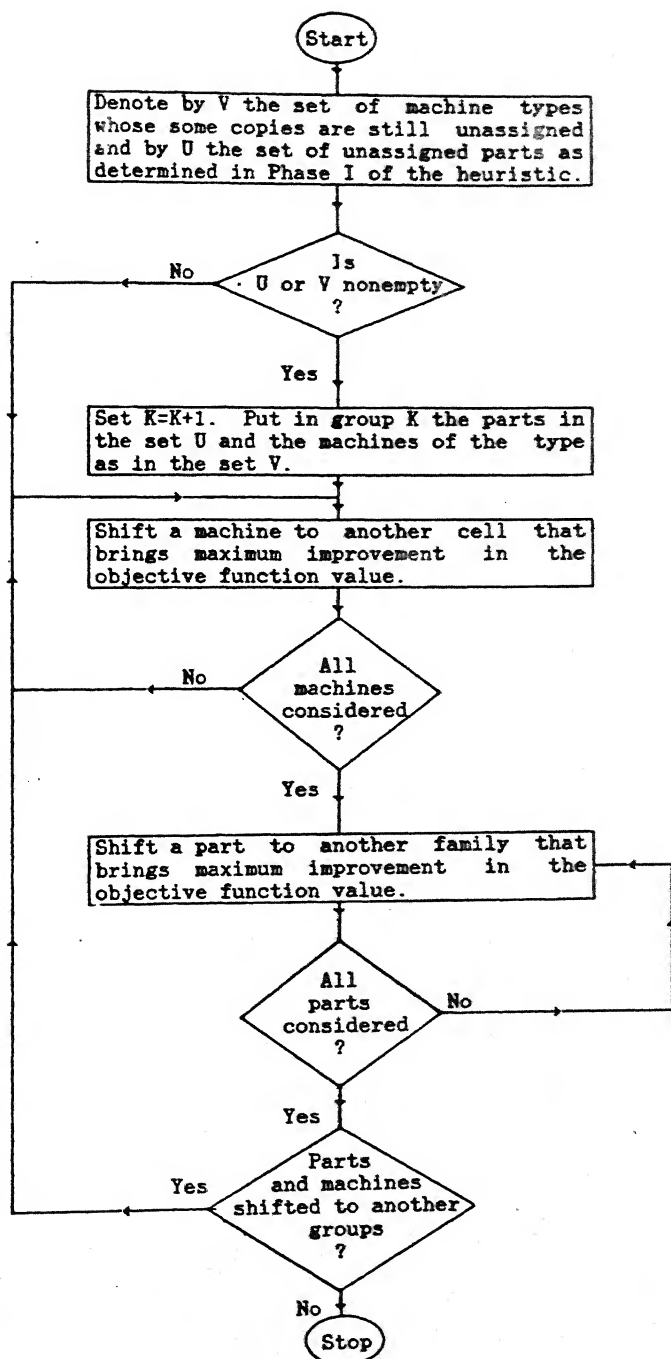 Start
Denote by V the set of machine types
whose some copies are still unassigned
and by U the set of unassigned parts as
determined in Phase I of the heuristic.
Is
U or V nonempty
?
No
Yes
Set K=K+1. Put in group K the parts in
the set U and the machines of the type
as in the set V.
Shift a machine to another cell that
brings maximum improvement in the
objective function value.
All
machines
considered
?
No
Yes
Shift a part to another family that
brings maximum improvement in the
objective function value.
All
parts
considered
?
No
Yes
Parts
and machines
shifted to another
groups
?
Yes
No
Stop